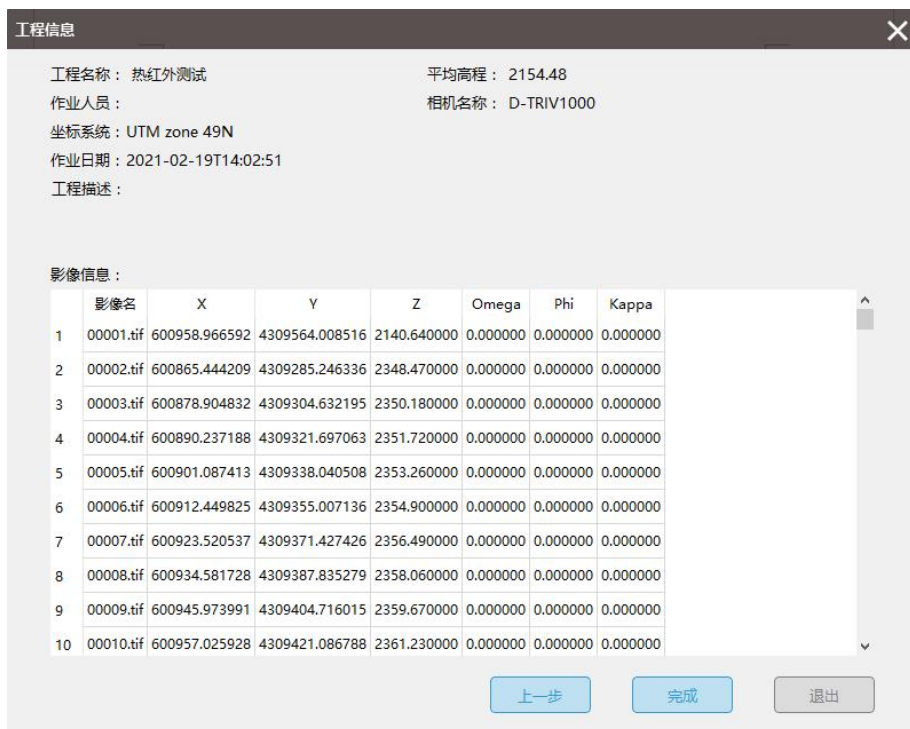 工程信息
工程名称： 热红外测试 平均高程： 2154.48
作业人员： 相机名称： D-TRIV1000
坐标系统：UTM zone 49N
作业日期：2021-02-19T14:02:51
工程描述：
影像信息：
影像名 X Y Z Omega Phi Kappa
1 00001.tif 600958.966592 4309564.008516 2140.640000 0.000000 0.000000 0.000000
2 00002.tif 600865.444209 4309285.246336 2348.470000 0.000000 0.000000 0.000000
3 00003.tif 600878.904832 4309304.632195 2350.180000 0.000000 0.000000 0.000000
4 00004.tif 600890.237188 4309321.697063 2351.720000 0.000000 0.000000 0.000000
5 00005.tif 600901.087413 4309338.040508 2353.260000 0.000000 0.000000 0.000000
6 00006.tif 600912.449825 4309355.007136 2354.900000 0.000000 0.000000 0.000000
7 00007.tif 600923.520537 4309371.427426 2356.490000 0.000000 0.000000 0.000000
8 00008.tif 600934.581728 4309387.835279 2358.060000 0.000000 0.000000 0.000000
9 00009.tif 600945.973991 4309404.716015 2359.670000 0.000000 0.000000 0.000000
10 00010.tif 600957.025928 4309421.086788 2361.230000 0.000000 0.000000 0.000000
上一步 完成 退出